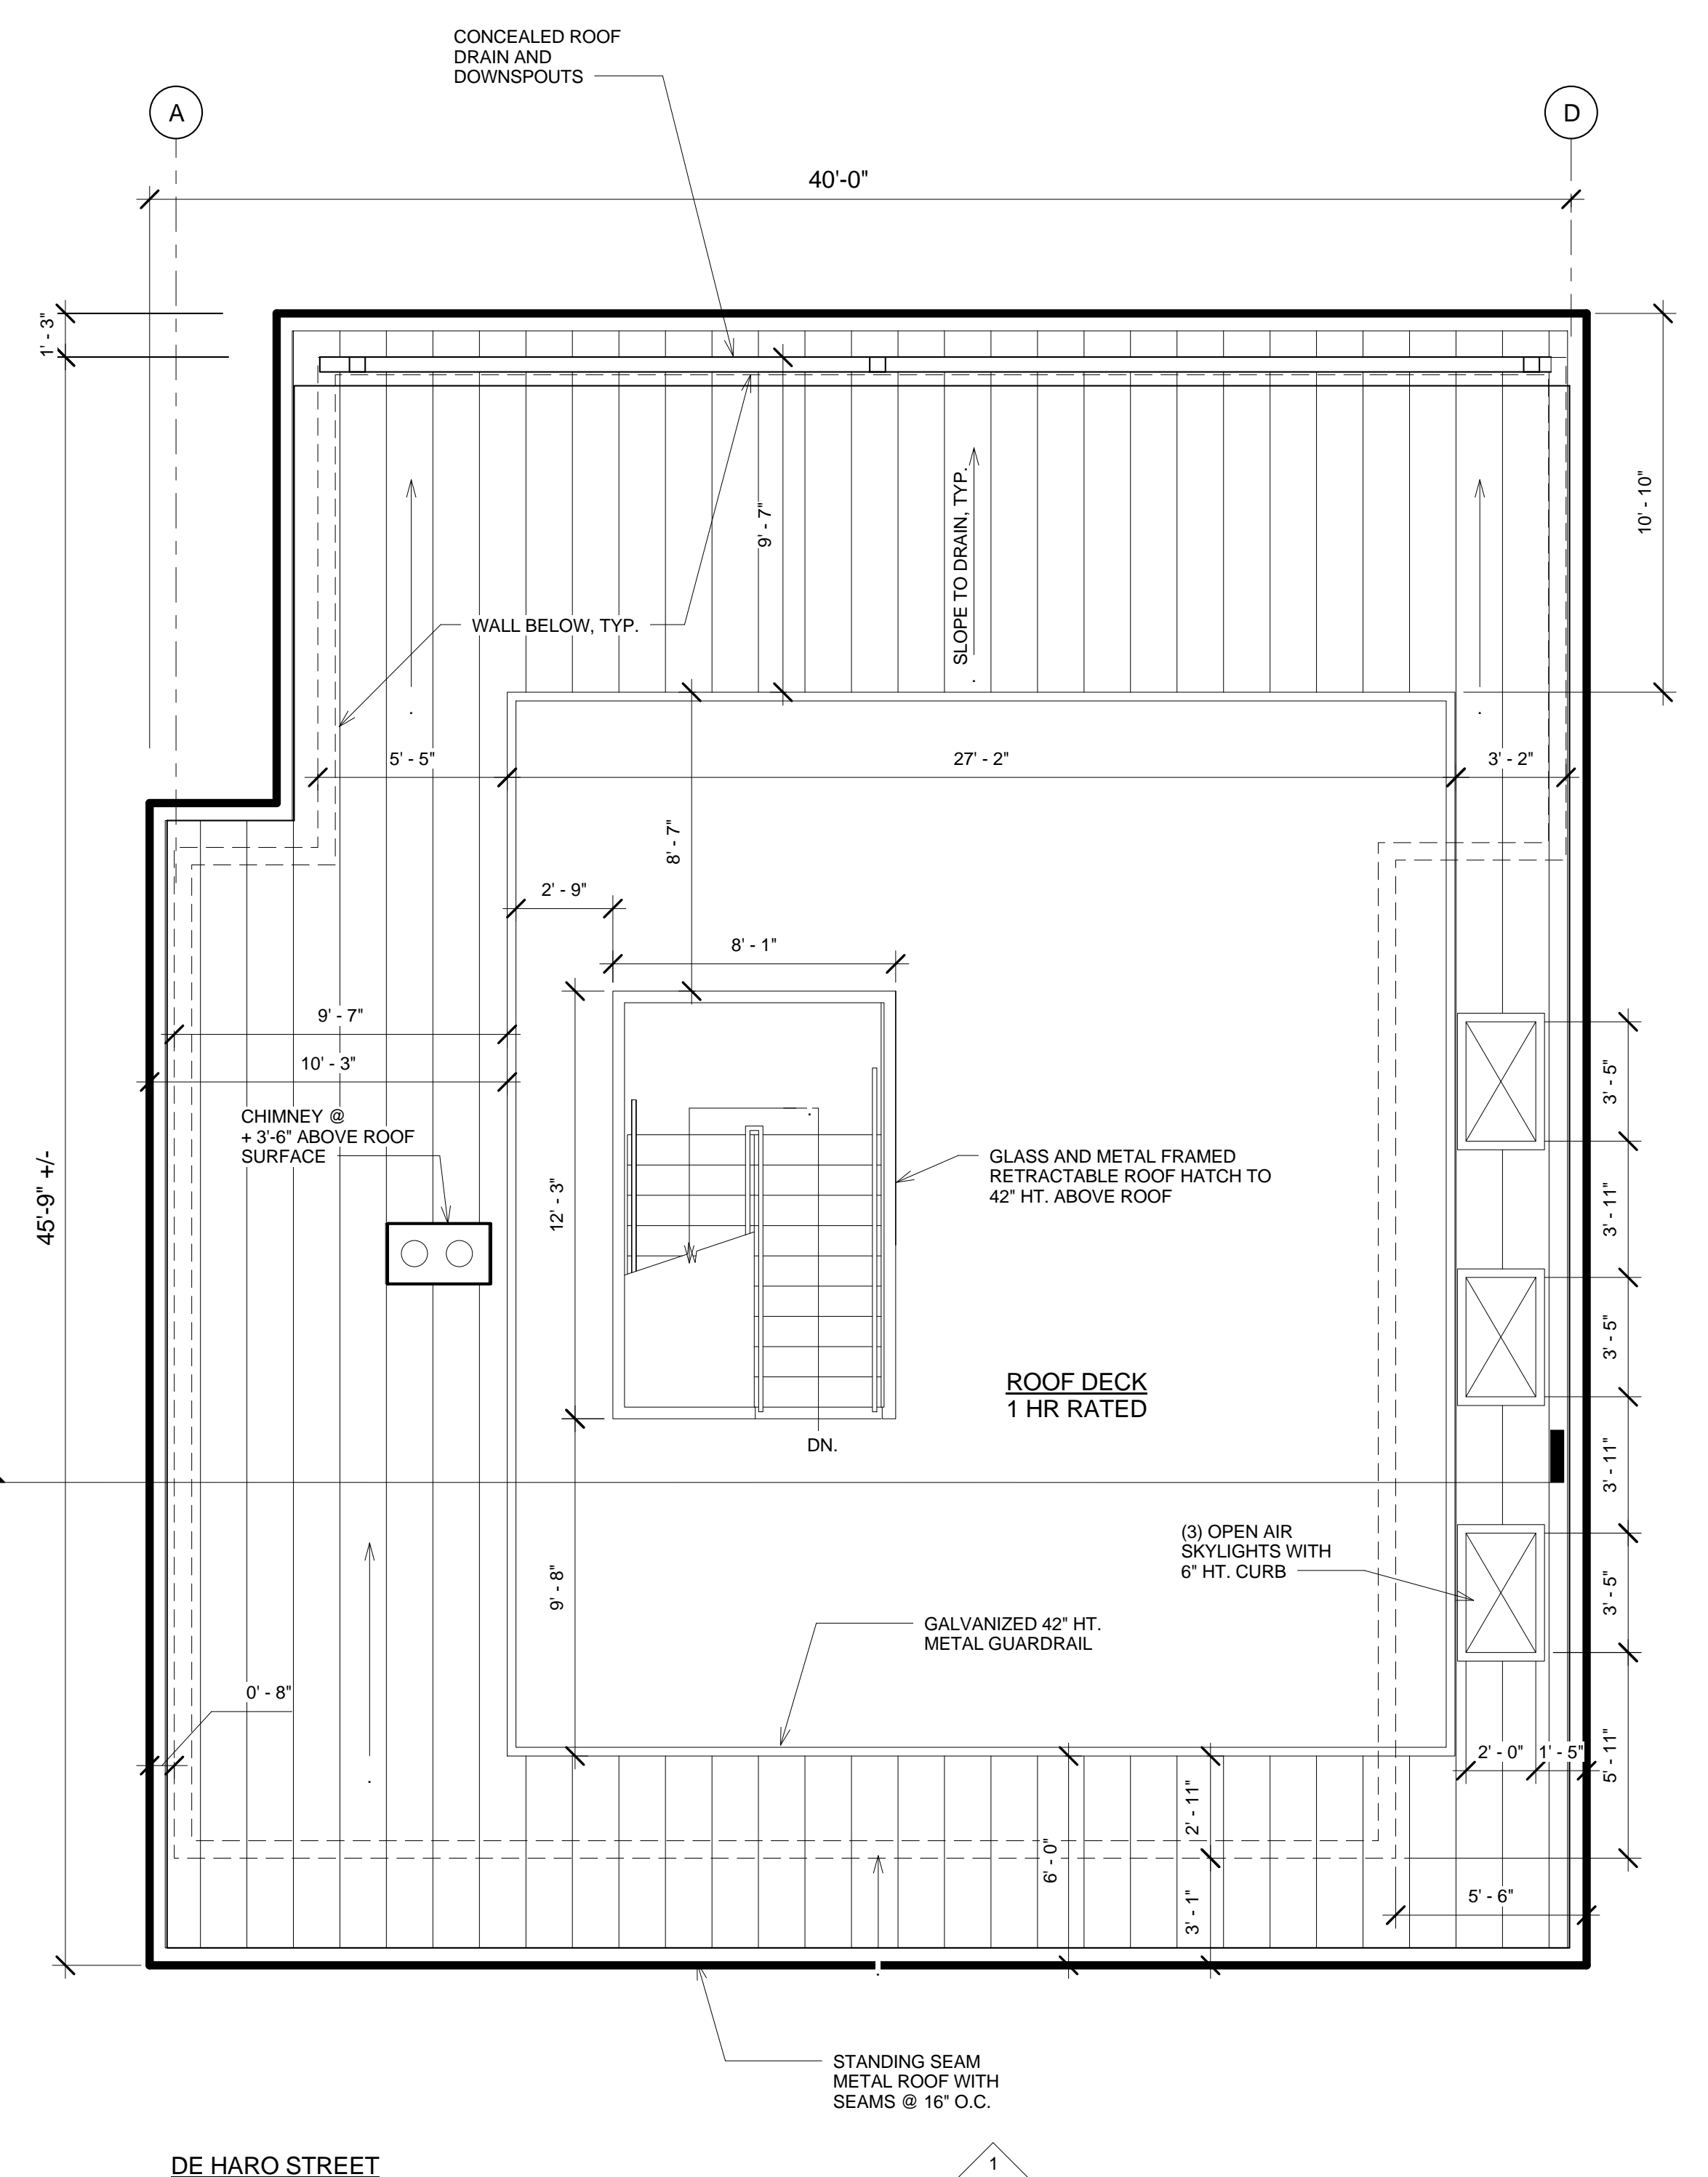 CONCEALED ROOF
DRAIN AND
DOWNSPOUTS
A
D
40'-0"
1' - 3"
10' - 10"
9' - 7"
SLOPE TO DRAIN, TYP.
WALL BELOW, TYP.
5' - 5"
27' - 2"
3' - 2"
8' - 7"
2' - 9"
8' - 1"
9' - 7"
10' - 3"
CHIMNEY @
+ 3'-6" ABOVE ROOF
SURFACE
45'-9" +/-
12' - 3"
GLASS AND METAL FRAMED
RETRACTABLE ROOF HATCH TO
42" HT. ABOVE ROOF
3' - 5"
3' - 11"
3' - 5"
ROOF DECK
1 HR RATED
DN.
3' - 11"
(3) OPEN AIR
SKYLIGHTS WITH
6" HT. CURB
3' - 5"
9' - 8"
GALVANIZED 42" HT.
METAL GUARDRAIL
0' - 8"
2' - 0"
1' - 5"
5' - 11"
2' - 11"
6' - 0"
3' - 1"
5' - 6"
STANDING SEAM
METAL ROOF WITH
SEAMS @ 16" O.C.
DE HARO STREET
1